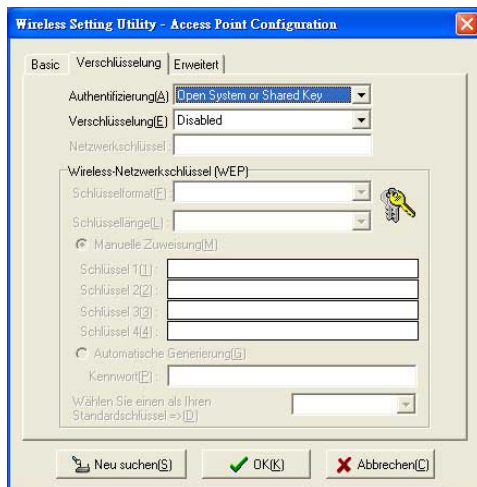 Wireless Setting Utility - Access Point Configuration
Basic Verschlüsselung Erweitert
Authentifizierung(A) Open System or Shared Key
Verschlüsselung(E) Disabled
Netzwerkschlüssel :
Wireless-Netzwerkschlüssel (WEP)
Schlüsselformat(F) :
Schlüssellänge(L) :
Manuelle Zuweisung(M)
Schlüssel 1(1) :
Schlüssel 2(2) :
Schlüssel 3(3) :
Schlüssel 4(4) :
Automatische Generierung(G)
Kennwort(P) :
Wählen Sie einen als Ihren
Standardschlüssel =>(D)
Neu suchen(S) OK(K) Abbrechen(C)